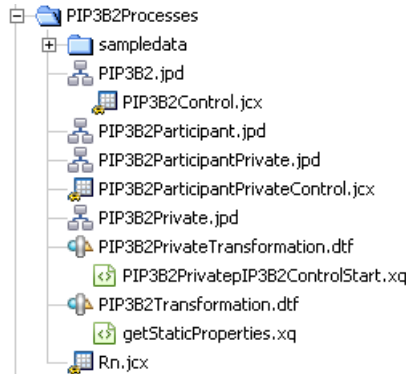 PIP3B2Processes
sampledata
PIP3B2.jpd
PIP3B2Control.jcx
PIP3B2Participant.jpd
PIP3B2ParticipantPrivate.jpd
PIP3B2ParticipantPrivateControl.jcx
PIP3B2Private.jpd
PIP3B2PrivateTransformation.dtf
PIP3B2PrivatepIP3B2ControlStart.xq
PIP3B2Transformation.dtf
getStaticProperties.xq
Rn.jcx